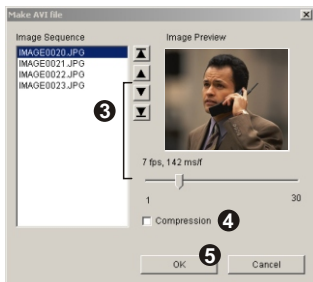 Make AVI file
Image Sequence
Image Preview
IMAGE0020.JPG
IMAGE0021.JPG
IMAGE0022.JPG
IMAGE0023.JPG
3
7 fps, 142 ms/f
1
30
Compression
4
5
OK
Cancel